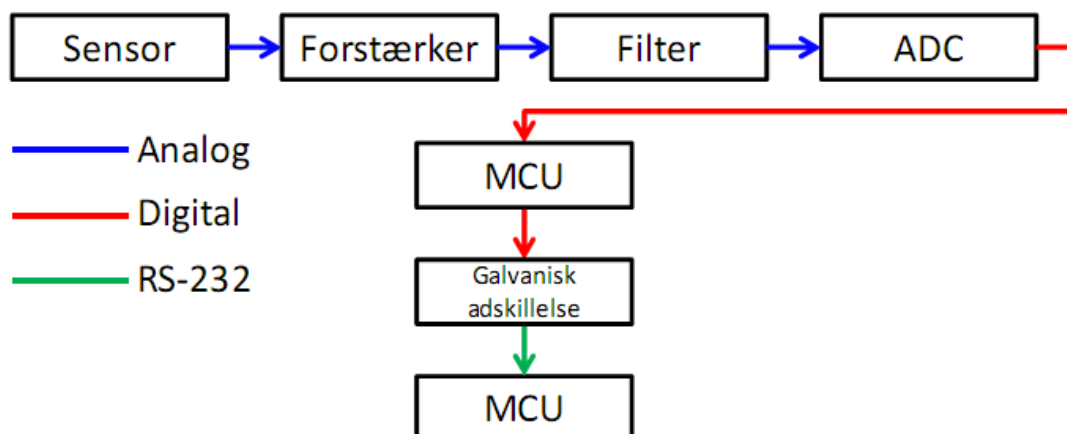 Sensor
Forstærker
Filter
ADC
Analog
Digital
RS-232
MCU
Galvanisk
adskillelse
MCU